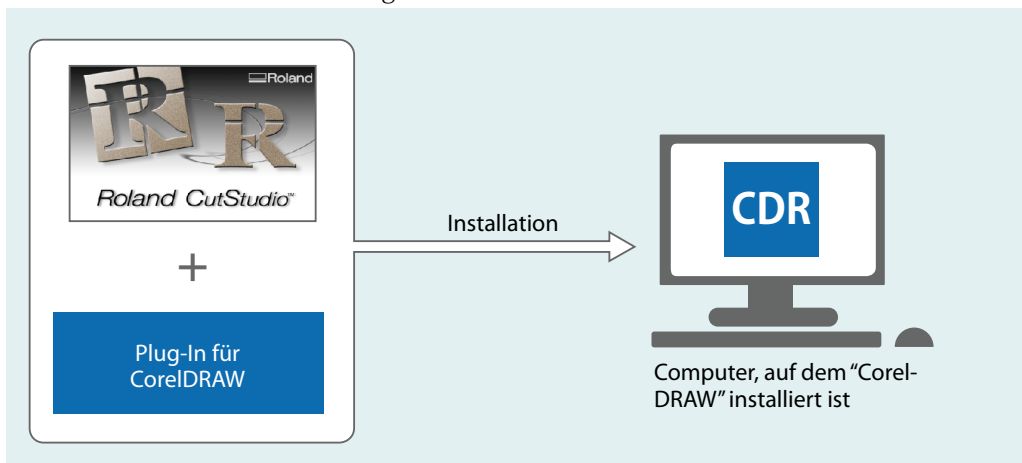 g
Roland
R R
Roland CutStudio™
+
Plug-In für
CorelDRAW
Installation
CDR
Computer, auf dem “Corel-
DRAW” installiert ist